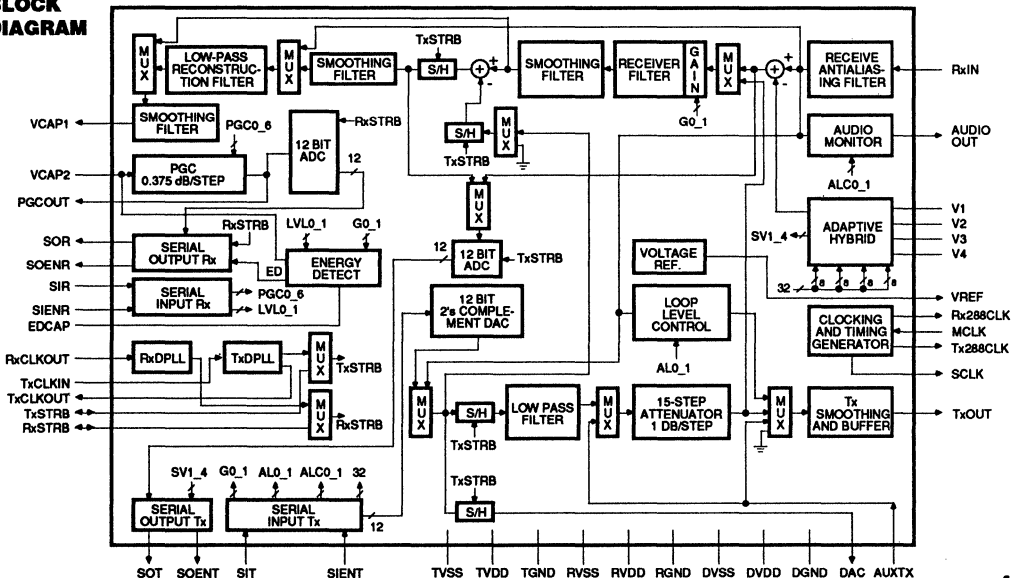 BLOCK
DIAGRAM
TxSTRB
MUX
LOW-PASS
RECONSTRUC-
TION FILTER
MUX
SMOOTHING
FILTER
S/H
+
+
-
SMOOTHING
FILTER
RECEIVER
FILTER
GAIN
G0_1
MUX
+
+
-
RECEIVE
ANTIALIAS-
ING FILTER
RxIN
VCAP1
SMOOTHING
FILTER
PGC0_6
12 BIT
ADC
RxSTRB
12
S/H
TxSTRB
MUX
AUDIO
MONITOR
AUDIO
OUT
ALC0_1
VCAP2
PGC
0.375 dB/STEP
PGCOUT
MUX
SOR
SOENR
SERIAL
OUTPUT Rx
RxSTRB
LVL0_1
G0_1
ED
ENERGY
DETECT
12
12 BIT
ADC
TxSTRB
VOLTAGE
REF.
SV1_4
ADAPTIVE
HYBRID
V1
V2
V3
V4
32
8
8
8
8
SIR
SIENR
SERIAL
INPUT Rx
PGC0_6
LVL0_1
EDCAP
12 BIT
2's COMPLE-
MENT DAC
LOOP
LEVEL
CONTROL
AL0_1
VREF
CLOCKING
AND TIMING
GENERATOR
Rx288CLK
MCLK
Tx288CLK
SCLK
RxCLKOUT
RxDPLL
TxDPLL
MUX
TxSTRB
TxCLKIN
TxCLKOUT
TxSTRB
RxSTRB
MUX
RxSTRB
MUX
S/H
TxSTRB
LOW PASS
FILTER
MUX
15-STEP
ATTENUATOR
1 DB/STEP
MUX
Tx
SMOOTHING
AND BUFFER
TxOUT
SV1_4
G0_1
AL0_1
ALC0_1
32
TxSTRB
S/H
SERIAL
OUTPUT Tx
SERIAL
INPUT Tx
12
SOT
SOENT
SIT
SIENT
TVSS
TVDD
TGND
RVSS
RVDD
RGND
DVSS
DVDD
DGND
DAC
AUXTX